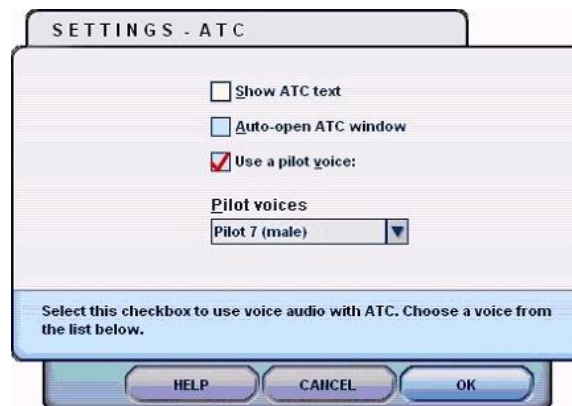 SETTINGS - ATC
Show ATC text
Auto-open ATC window
Use a pilot voice:
Pilot voices
Pilot 7 (male)
Select this checkbox to use voice audio with ATC. Choose a voice from
the list below.
HELP CANCEL OK